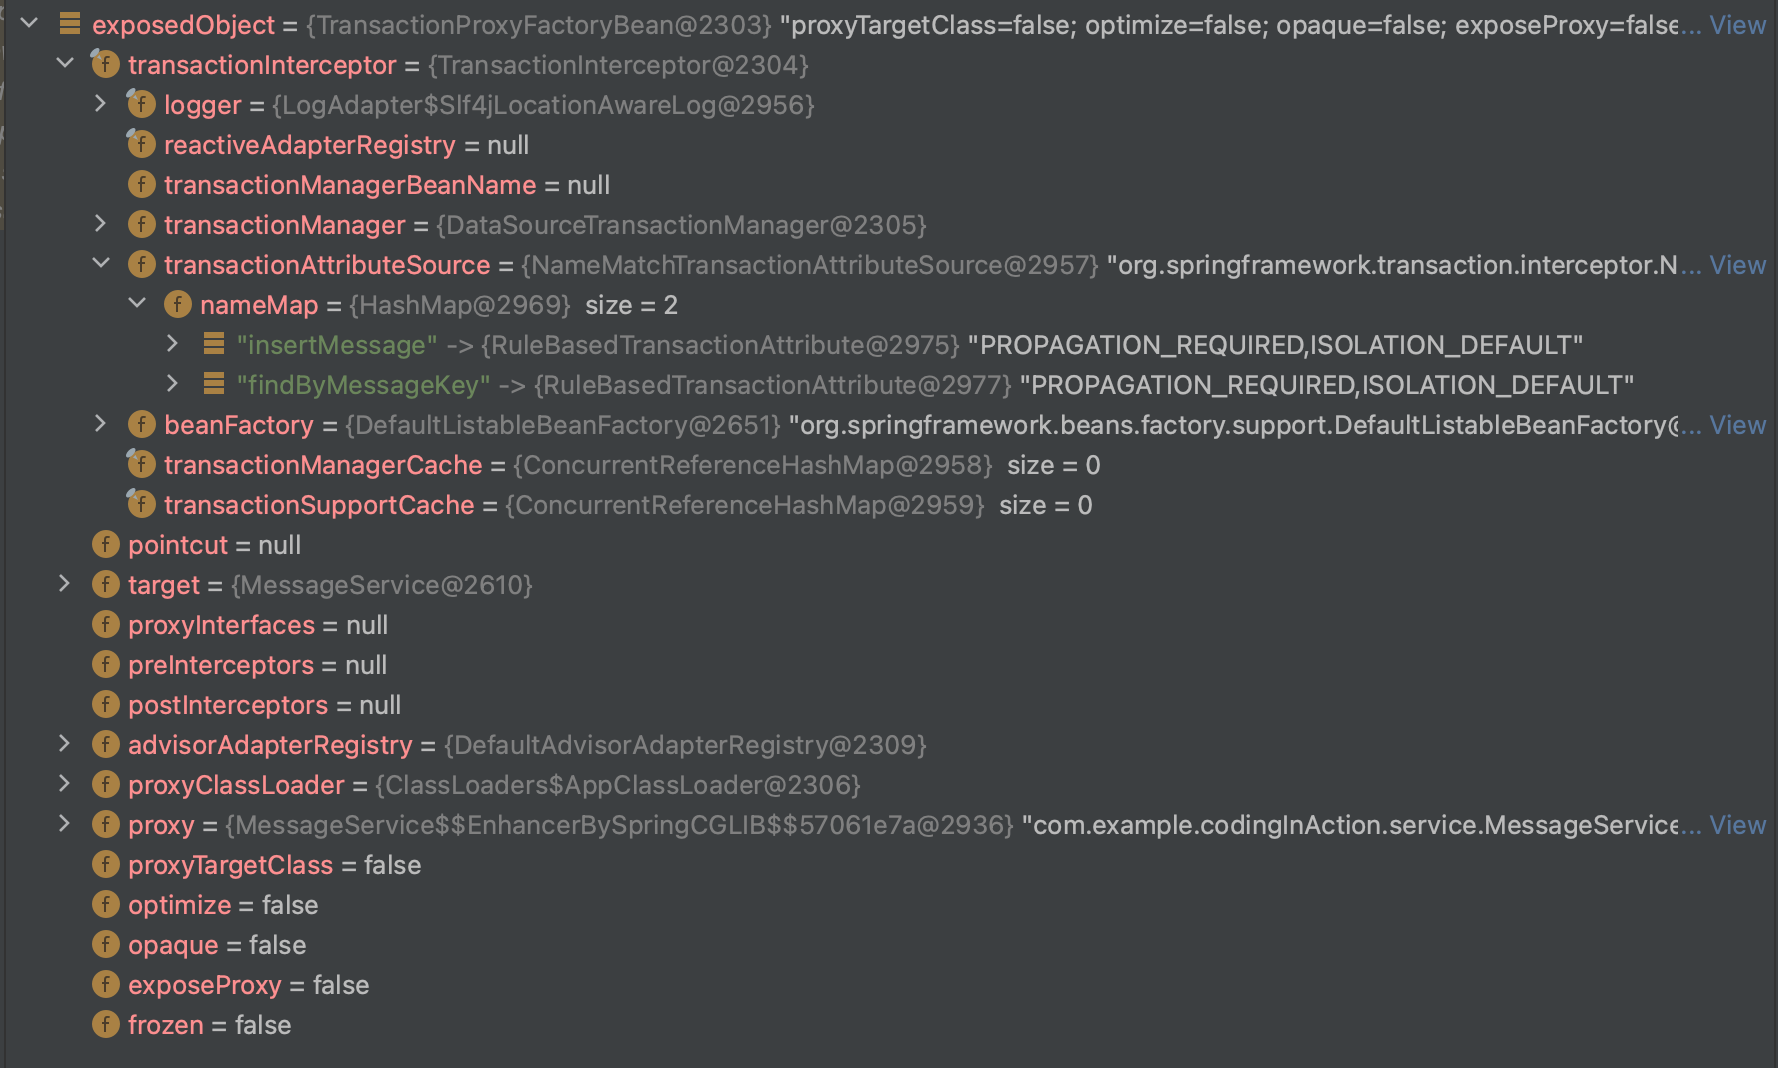 exposedObject = {TransactionProxyFactoryBean@2303} "proxyTargetClass=false; optimize=false; opaque=false; exposeProxy=false... View
f transactionInterceptor = {TransactionInterceptor@2304}
f logger = {LogAdapter$Slf4jLocationAwareLog@2956}
f reactiveAdapterRegistry = null
f transactionManagerBeanName = null
f transactionManager = {DataSourceTransactionManager@2305}
f transactionAttributeSource = {NameMatchTransactionAttributeSource@2957} "org.springframework.transaction.interceptor.N... View
f nameMap = {HashMap@2969} size = 2
"insertMessage" -> {RuleBasedTransactionAttribute@2975} "PROPAGATION_REQUIRED,ISOLATION_DEFAULT"
"findByMessageKey" -> {RuleBasedTransactionAttribute@2977} "PROPAGATION_REQUIRED,ISOLATION_DEFAULT"
f beanFactory = {DefaultListableBeanFactory@2651} "org.springframework.beans.factory.support.DefaultListableBeanFactory@... View
f transactionManagerCache = {ConcurrentReferenceHashMap@2958} size = 0
f transactionSupportCache = {ConcurrentReferenceHashMap@2959} size = 0
f pointcut = null
f target = {MessageService@2610}
f proxyInterfaces = null
f preInterceptors = null
f postInterceptors = null
f advisorAdapterRegistry = {DefaultAdvisorAdapterRegistry@2309}
f proxyClassLoader = {ClassLoaders$AppClassLoader@2306}
f proxy = {MessageService$$EnhancerBySpringCGLIB$$57061e7a@2936} "com.example.codingInAction.service.MessageService... View
f proxyTargetClass = false
f optimize = false
f opaque = false
f exposeProxy = false
f frozen = false